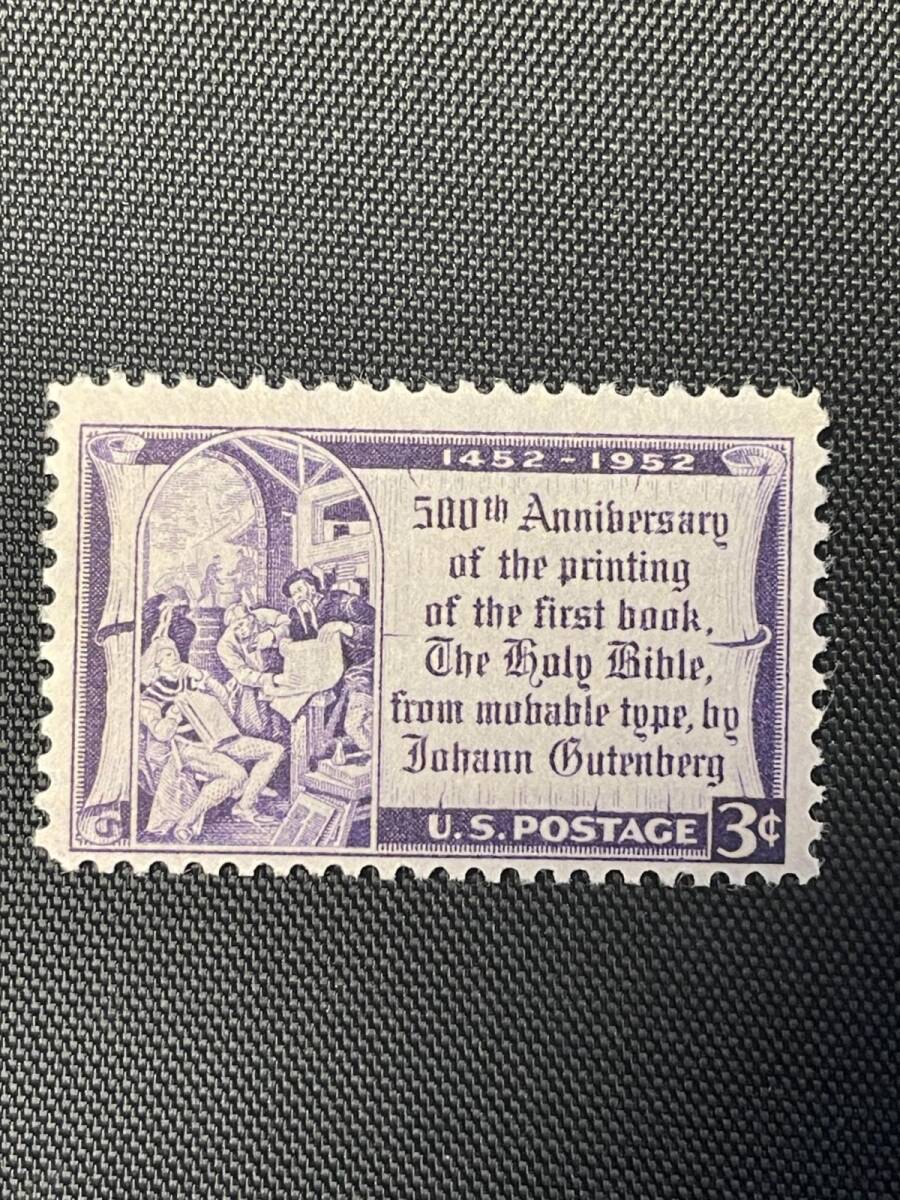 1452-1952
500th Anniversary
of the printing
of the first book,
The Holy Bible,
from movable type, by
Johann Gutenberg
U.S. POSTAGE 3¢